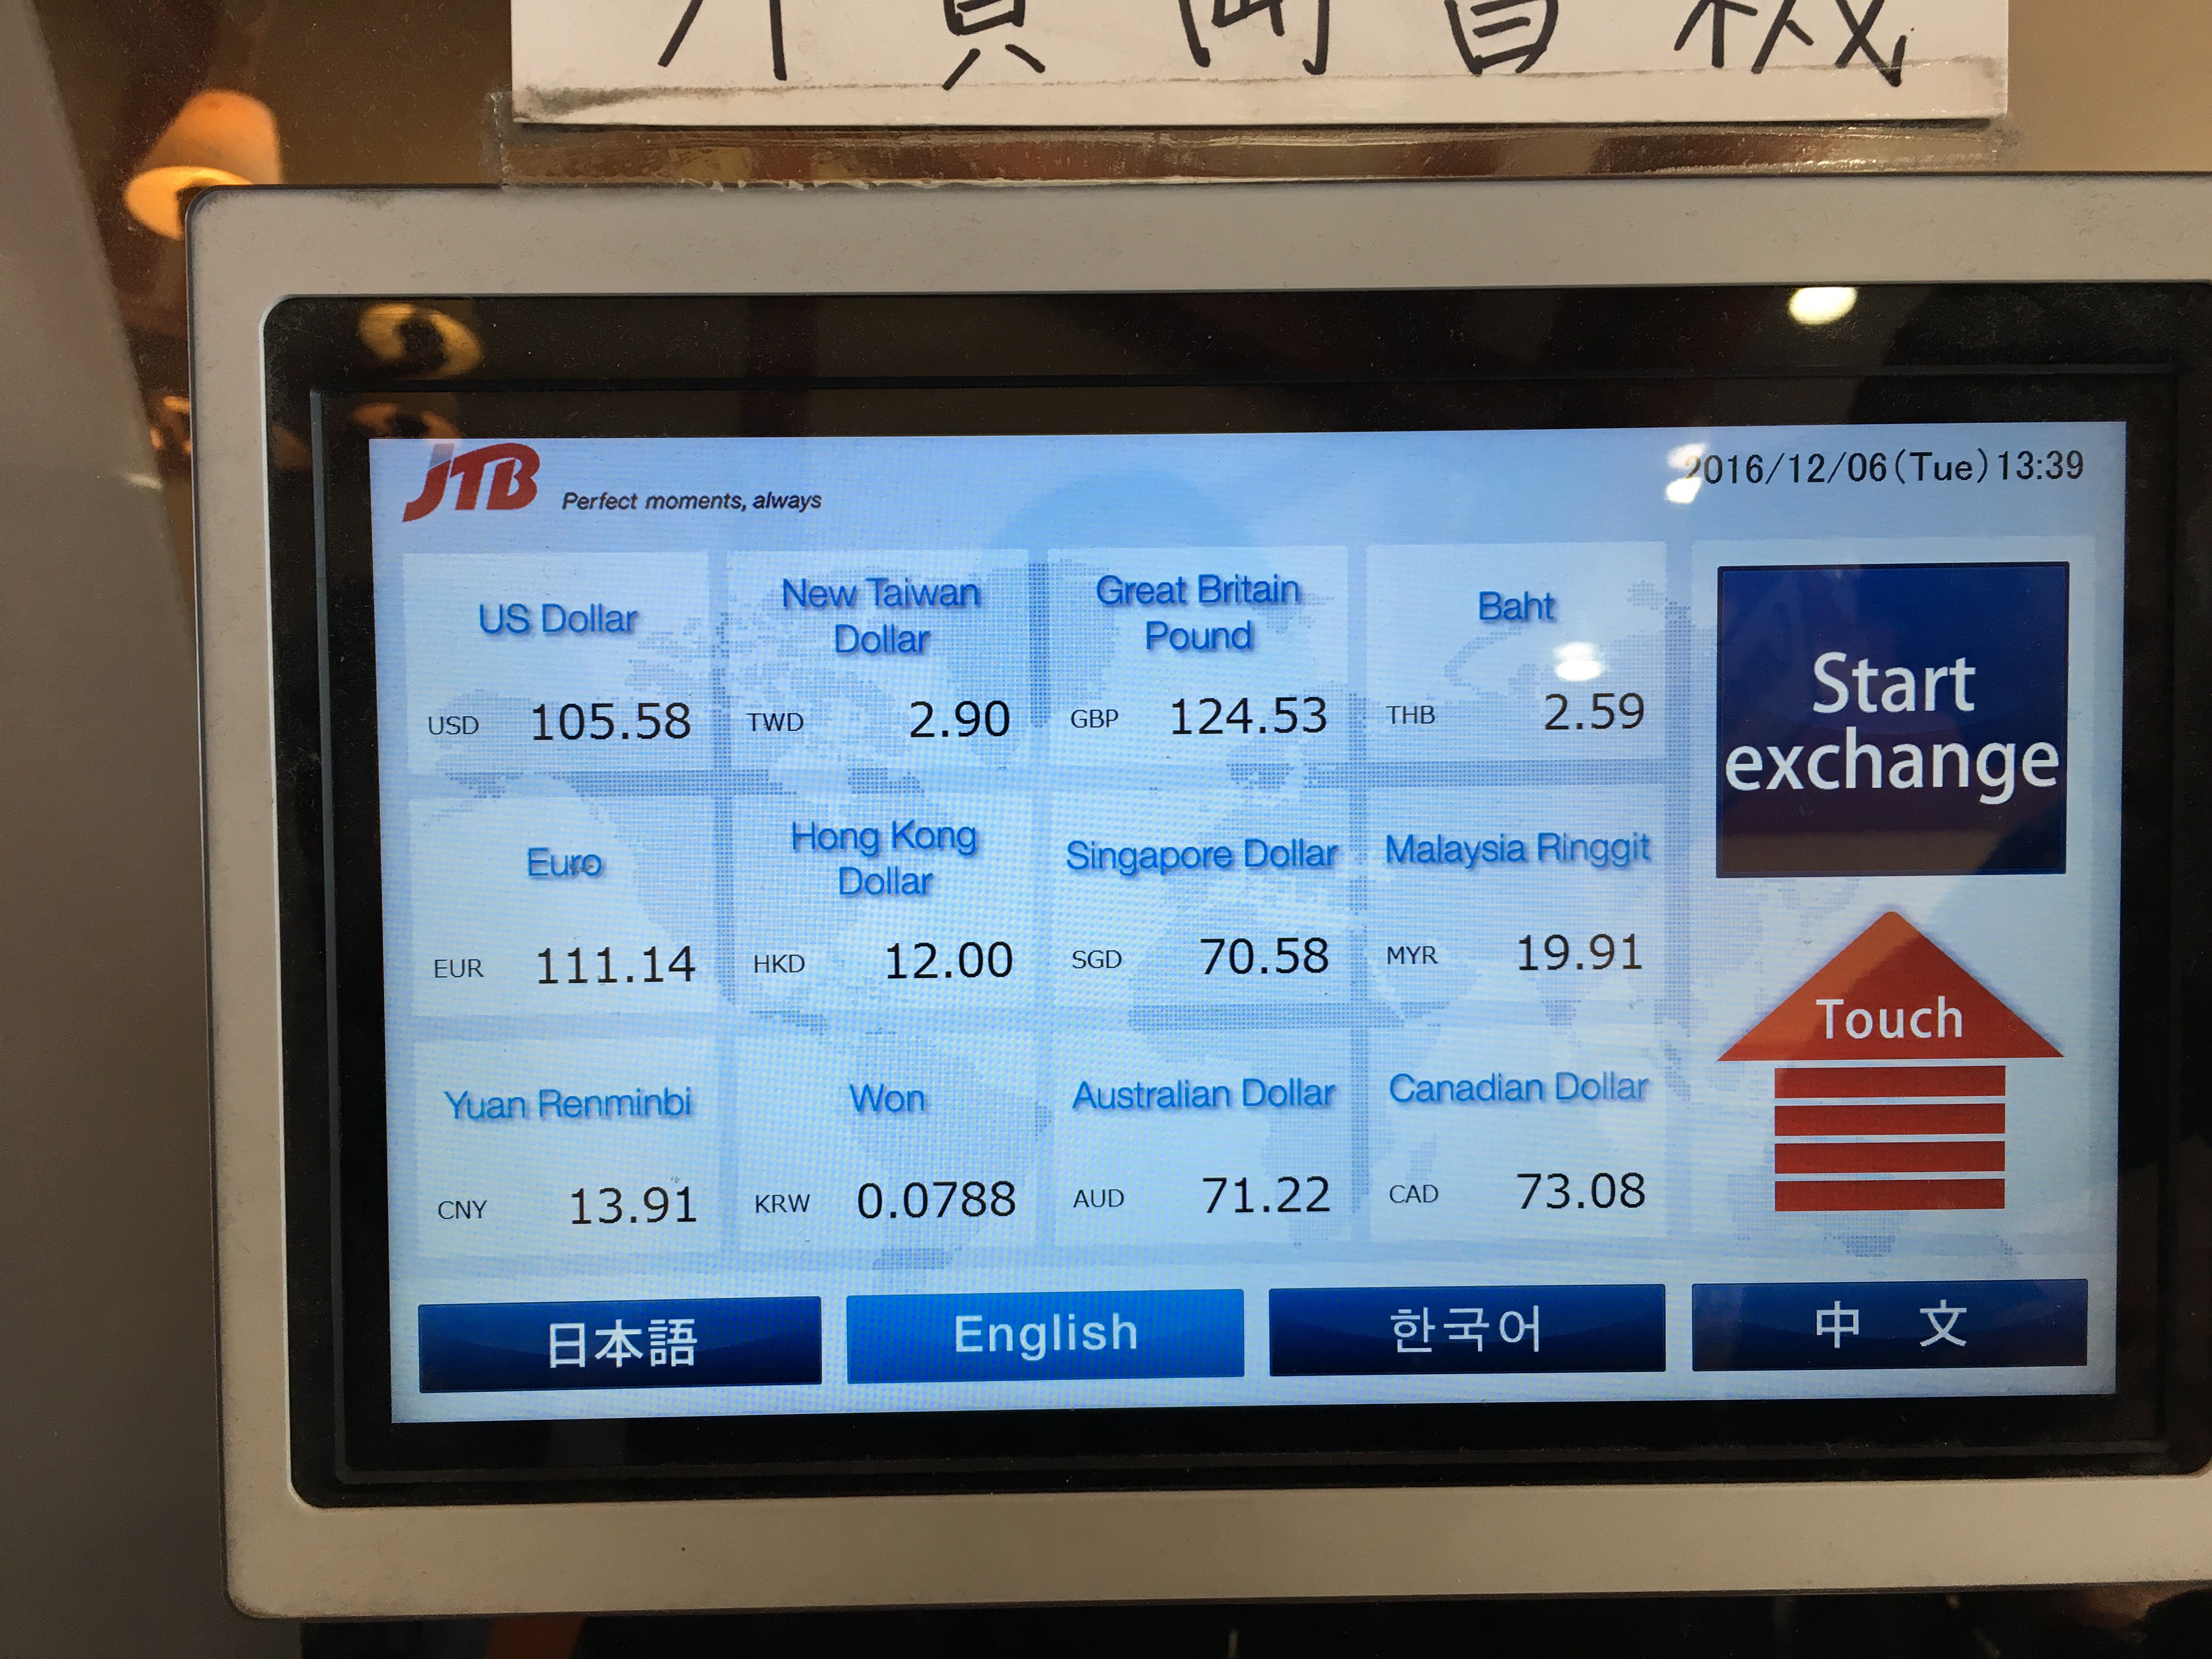 JTB Perfect moments, always
2016/12/06(Tue)13:39
US Dollar
USD 105.58
New Taiwan
Dollar
TWD 2.90
Great Britain
Pound
GBP 124.53
Baht
THB 2.59
Euro
EUR 111.14
Hong Kong
Dollar
HKD 12.00
Singapore Dollar
SGD 70.58
Malaysia Ringgit
MYR 19.91
Yuan Renminbi
CNY 13.91
Won
KRW 0.0788
Australian Dollar
AUD 71.22
Canadian Dollar
CAD 73.08
Start
exchange
Touch
日本語
English
한국어
中 文